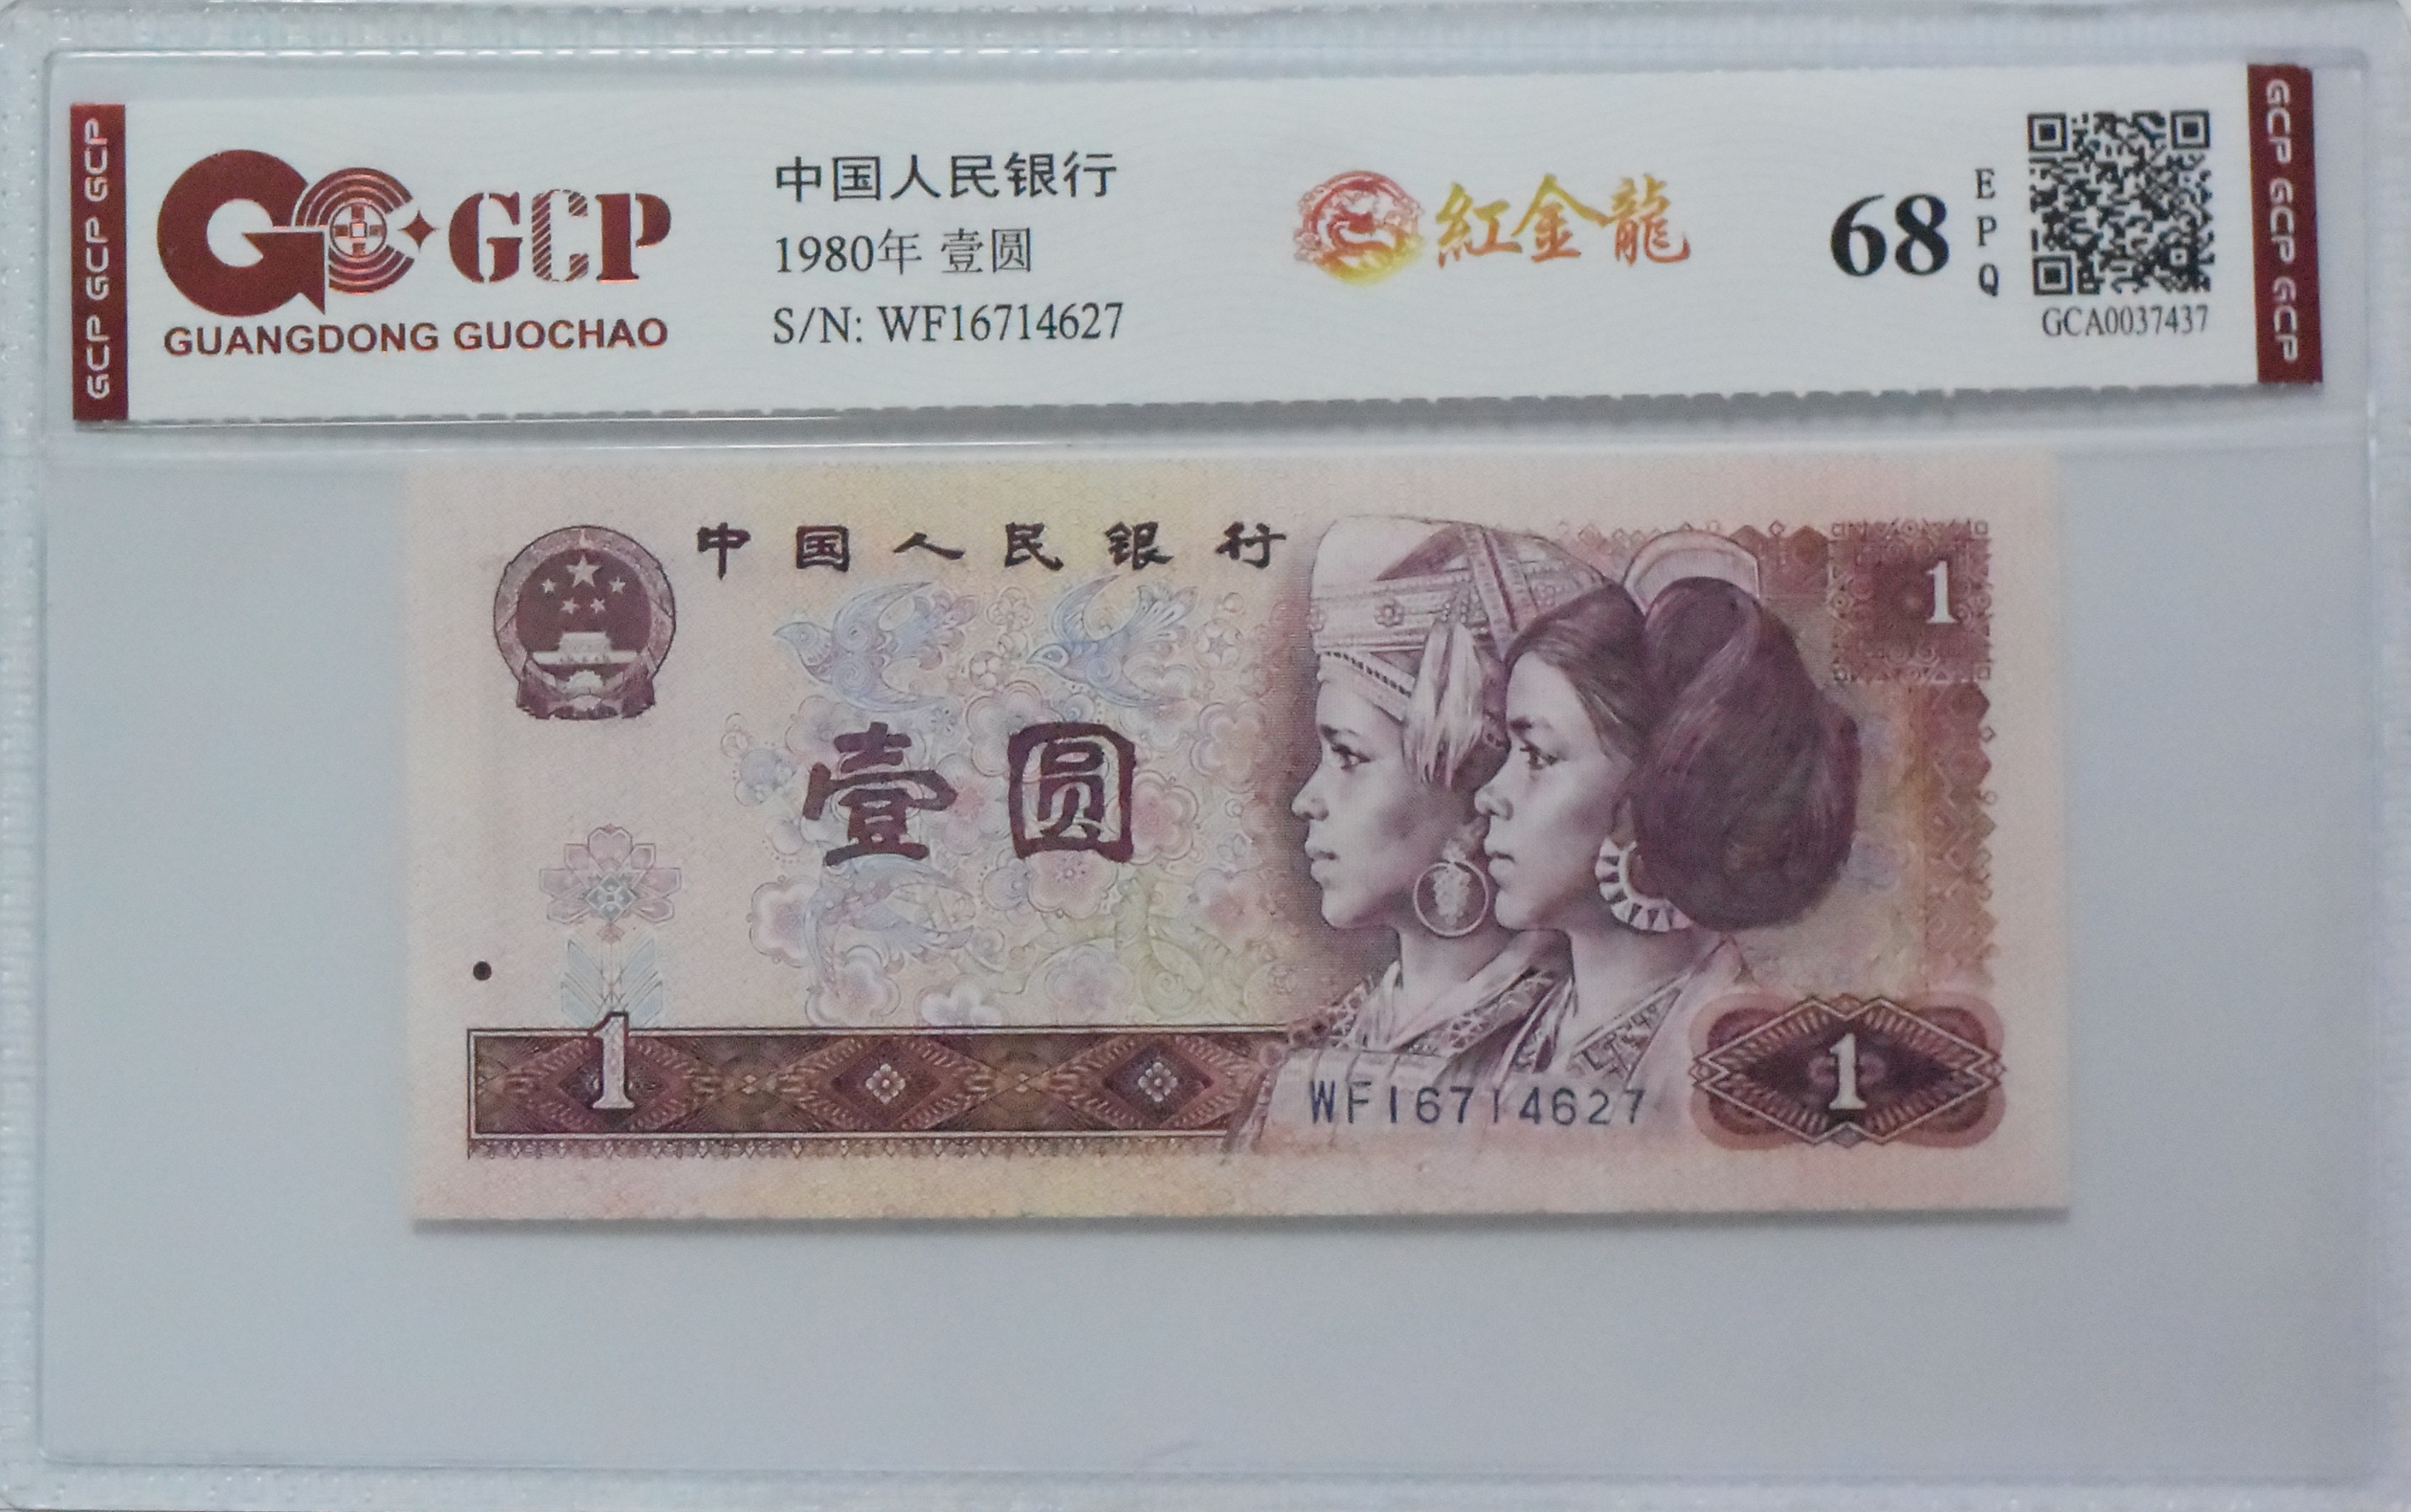 GCP GCP GCP
GCP
GUANGDONG GUOCHAO
中国人民银行
1980年 壹圆
S/N: WF16714627
紅金龍
68
EPQ
GCA0037437
GCP GCP GCP
中国人民银行
1
壹圆
1
WF16714627
1